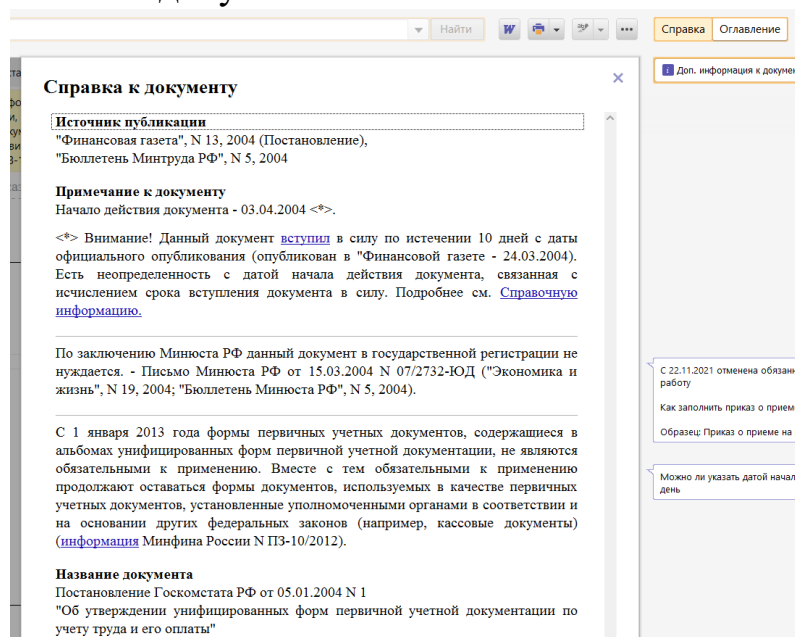 Найти
Справка Оглавление
Доп. информация к докумен
Справка к документу
Источник публикации
"Финансовая газета", N 13, 2004 (Постановление),
"Бюллетень Минтруда РФ", N 5, 2004
Примечание к документу
Начало действия документа - 03.04.2004 <*>.
<*> Внимание! Данный документ вступил в силу по истечении 10 дней с даты
официального опубликования (опубликован в "Финансовой газете - 24.03.2004).
Есть неопределенность с датой начала действия документа, связанная с
исчислением срока вступления документа в силу. Подробнее см. Справочную
информацию.
По заключению Минюста РФ данный документ в государственной регистрации не
нуждается. - Письмо Минюста РФ от 15.03.2004 N 07/2732-ЮД ("Экономика и
жизнь", N 19, 2004; "Бюллетень Минюста РФ", N 5, 2004).
С 1 января 2013 года формы первичных учетных документов, содержащиеся в
альбомах унифицированных форм первичной учетной документации, не являются
обязательными к применению. Вместе с тем обязательными к применению
продолжают оставаться формы документов, используемых в качестве первичных
учетных документов, установленные уполномоченными органами в соответствии и
на основании других федеральных законов (например, кассовые документы)
(информация Минфина России N ПЗ-10/2012).
Название документа
Постановление Госкомстата РФ от 05.01.2004 N 1
"Об утверждении унифицированных форм первичной учетной документации по
учету труда и его оплаты"
С 22.11.2021 отменена обязанн
работу
Как заполнить приказ о прием
Образец: Приказ о приеме на
Можно ли указать датой начал
день